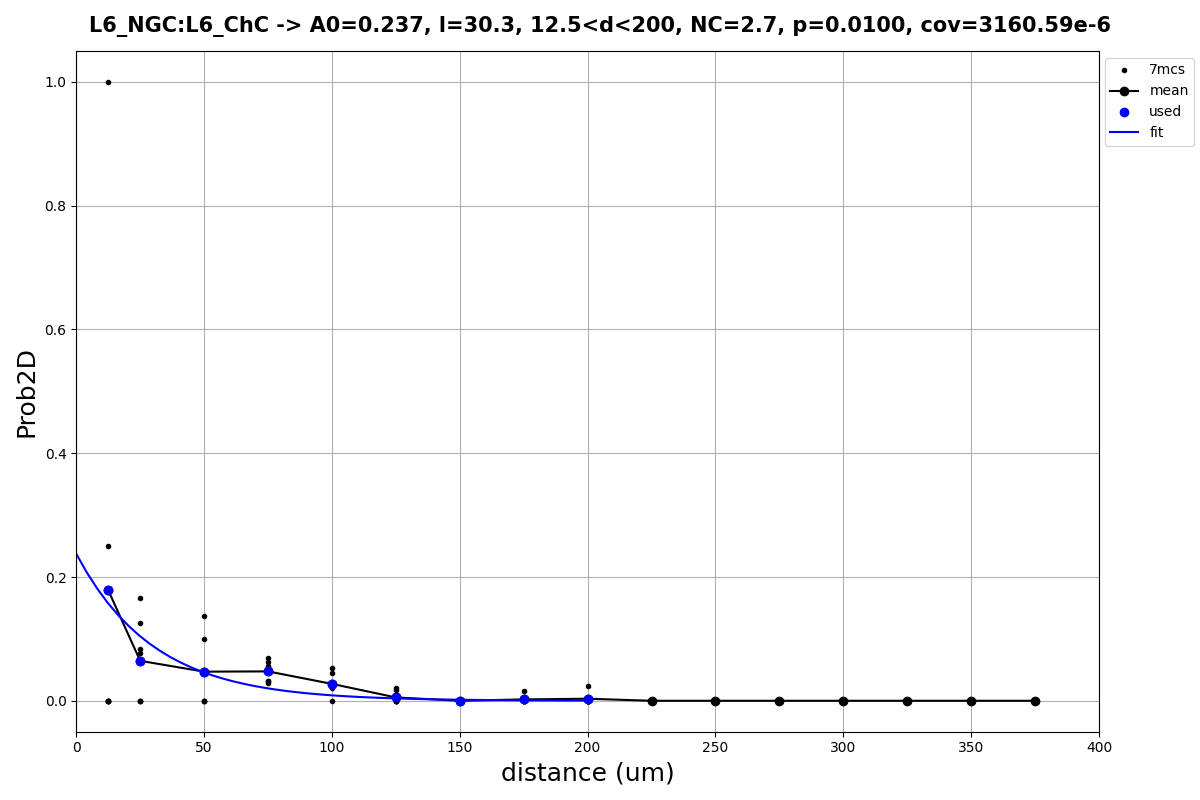 L6_NGC:L6_ChC -> A0=0.237, l=30.3, 12.5<d<200, NC=2.7, p=0.0100, cov=3160.59e-6
7mcs
mean
used
fit
Prob2D
1.0
0.8
0.6
0.4
0.2
0.0
0 50 100 150 200 250 300 350 400
distance (um)